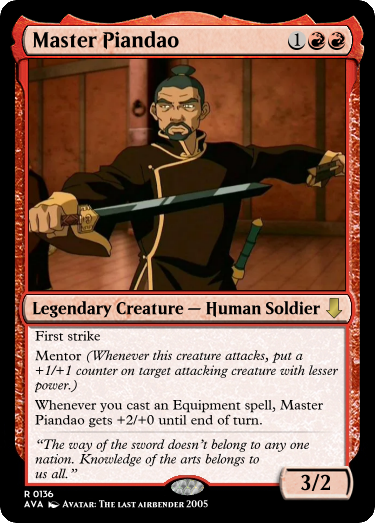 Master Piandao 1
Legendary Creature — Human Soldier
First strike
Mentor (Whenever this creature attacks, put a
+1/+1 counter on target attacking creature with lesser
power.)
Whenever you cast an Equipment spell, Master
Piandao gets +2/+0 until end of turn.
“The way of the sword doesn’t belong to any one
nation. Knowledge of the arts belongs to
us all.”
3/2
R 0136
AVA Avatar: The last airbender 2005